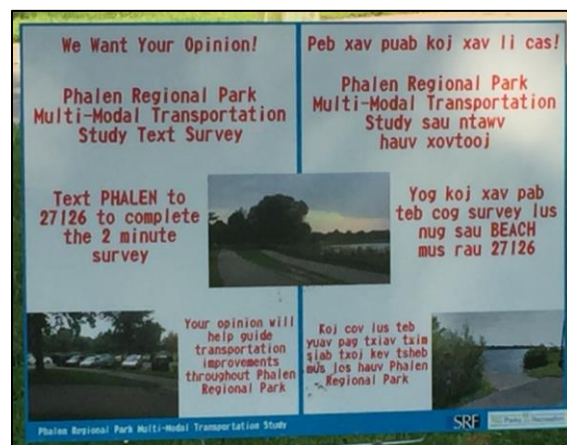 We Want Your Opinion!
Phalen Regional Park
Multi-Modal Transportation
Study Text Survey
Text PHALEN to
27126 to complete
the 2 minute
survey
Your opinion will
help guide
transportation
improvements
throughout Phalen
Regional Park
Peb xav puab koj xav li cas!
Phalen Regional Park
Multi-Modal Transportation
Study sau ntawv
hauv xovtooj
Yog koj xav pab
teb cog survey lus
nug sau BEACH
mus rau 27126
Koj cov lus teb
yuav pag txiav txim
siab txoj kev tsheb
mus los hauv Phalen
Regional Park
Phalen Regional Park Multi-Modal Transportation Study
SRF
Parks Recreation